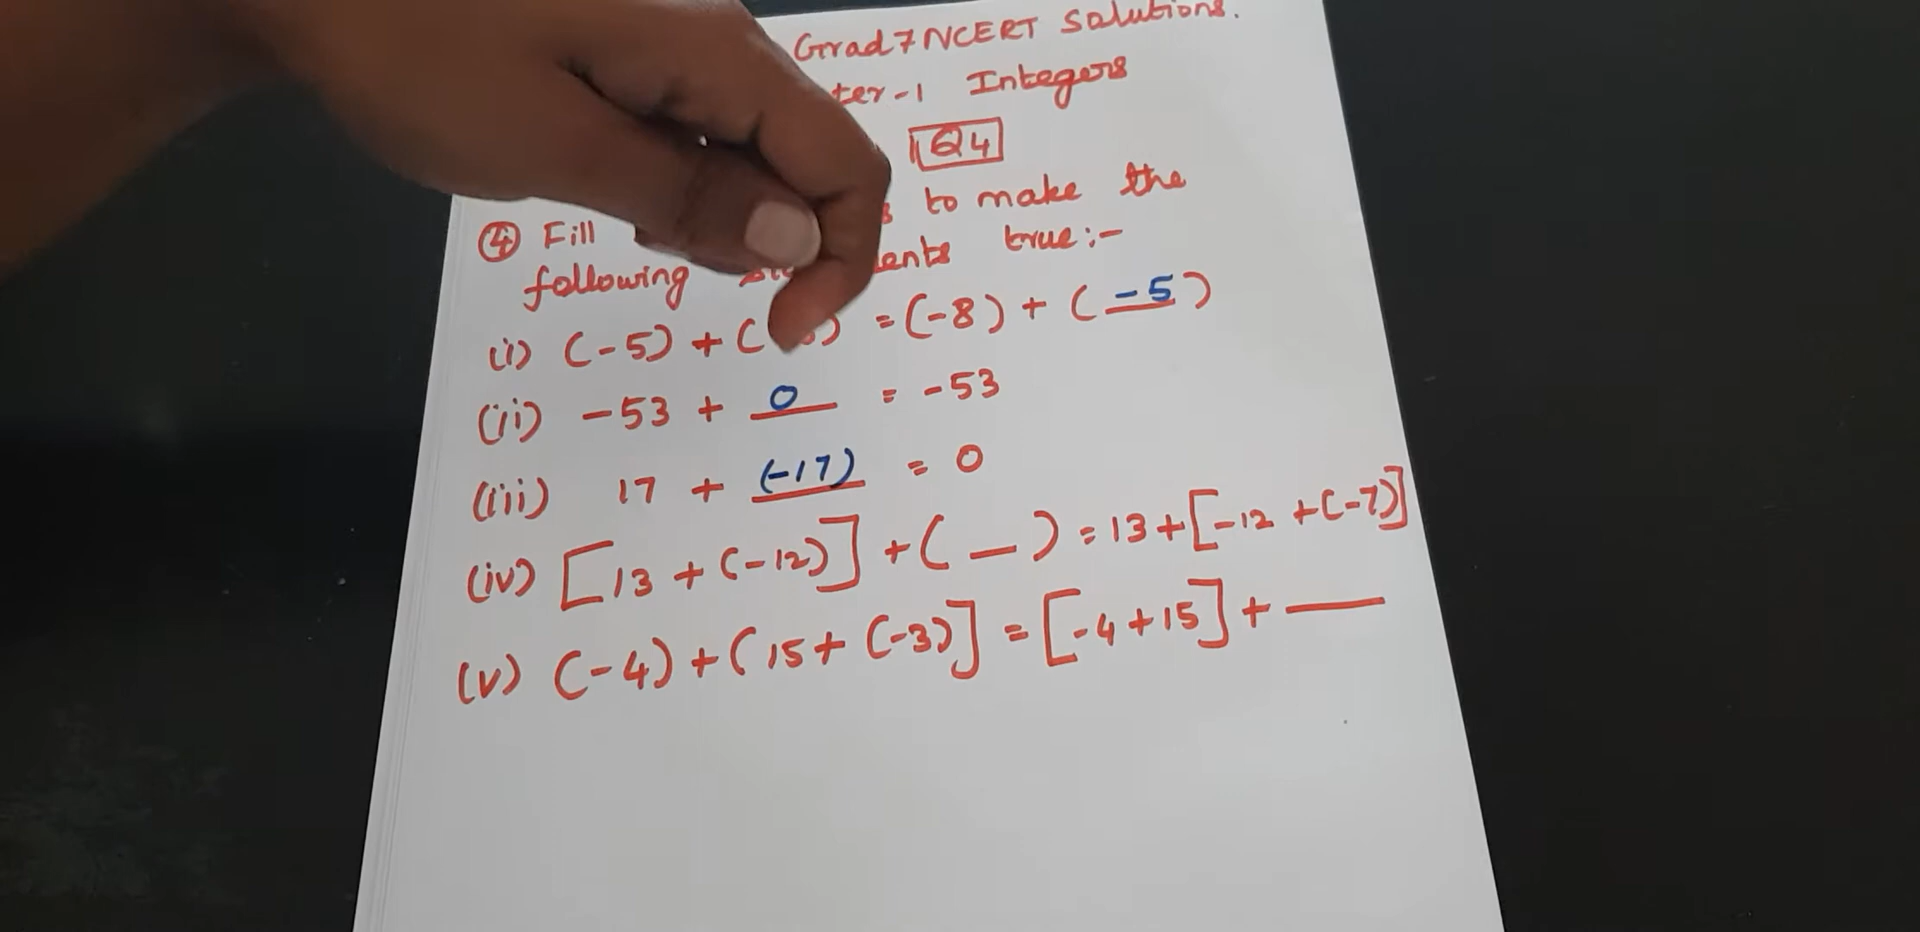 Grad 7 NCERT Solutions.
ter-1 Integers
Q4
④ Fill to make the
following ents true:-
(i) (-5) + ( ) = (-8) + (-5)
(ii) -53 + 0 = -53
(iii) 17 + (-17) = 0
(iv) [13 + (-12)] + ( _ ) = 13 + [-12 + (-7)]
(v) (-4) + (15 + (-3)] = [-4 + 15] + ___